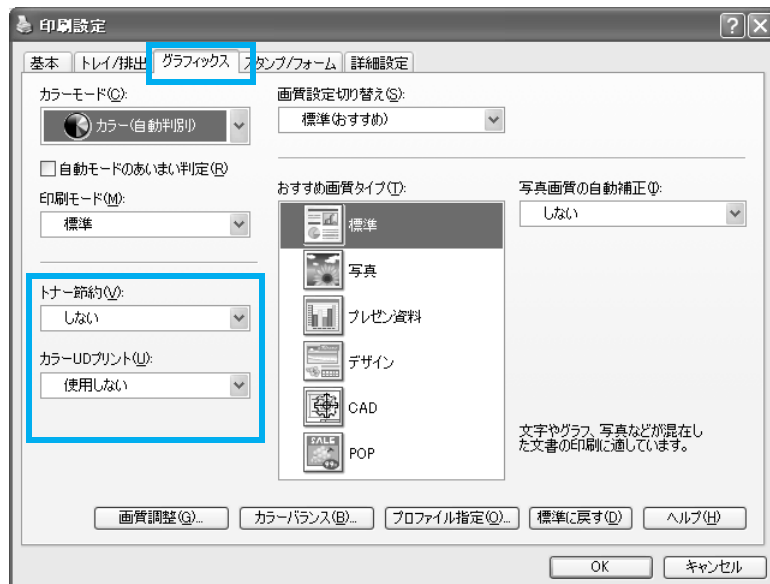 印刷設定
基本 トレイ/排出 グラフィックス スタンプ/フォーム 詳細設定
カラーモード(C):
カラー(自動判別)
自動モードのあいまい判定(R)
印刷モード(M):
標準
トナー節約(V):
しない
カラーUDプリント(U):
使用しない
画質設定切り替え(S):
標準(おすすめ)
おすすめ画質タイプ(T):
標準
写真
プレゼン資料
デザイン
CAD
SALE
POP
写真画質の自動補正(I):
しない
文字やグラフ、写真などが混在し
た文書の印刷に適しています。
画質調整(G)... カラーバランス(B)... プロファイル指定(O)... 標準に戻す(D) ヘルプ(H)
OK キャンセル